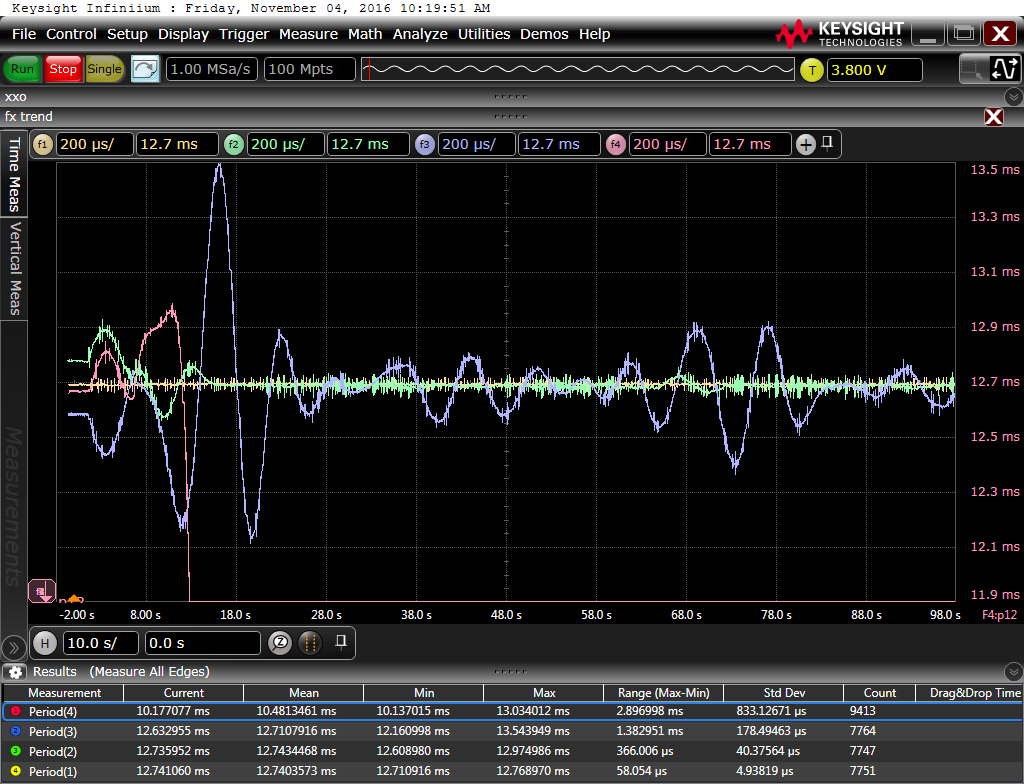 Keysight Infiniium : Friday, November 04, 2016 10:19:51 AM
File Control Setup Display Trigger Measure Math Analyze Utilities Demos Help
KEYSIGHT
TECHNOLOGIES
Run Stop Single 1.00 MSa/s 100 Mpts T 3.800 V
xxo
fx trend
f1 200 µs/ 12.7 ms f2 200 µs/ 12.7 ms f3 200 µs/ 12.7 ms f4 200 µs/ 12.7 ms
Time Meas
Vertical Meas
Measurements
13.5 ms
13.3 ms
13.1 ms
12.9 ms
12.7 ms
12.5 ms
12.3 ms
12.1 ms
11.9 ms
-2.00 s 8.00 s 18.0 s 28.0 s 38.0 s 48.0 s 58.0 s 68.0 s 78.0 s 88.0 s 98.0 s F4:p12
H 10.0 s/ 0.0 s
Results (Measure All Edges)
Measurement Current Mean Min Max Range (Max-Min) Std Dev Count Drag&Drop Time
Period(4) 10.177077 ms 10.4813461 ms 10.137015 ms 13.034012 ms 2.896998 ms 833.12671 µs 9413
Period(3) 12.632955 ms 12.7107916 ms 12.160998 ms 13.543949 ms 1.382951 ms 178.49463 µs 7764
Period(2) 12.735952 ms 12.7434468 ms 12.608980 ms 12.974986 ms 366.006 µs 40.37564 µs 7747
Period(1) 12.741060 ms 12.7403573 ms 12.710916 ms 12.768970 ms 58.054 µs 4.93819 µs 7751